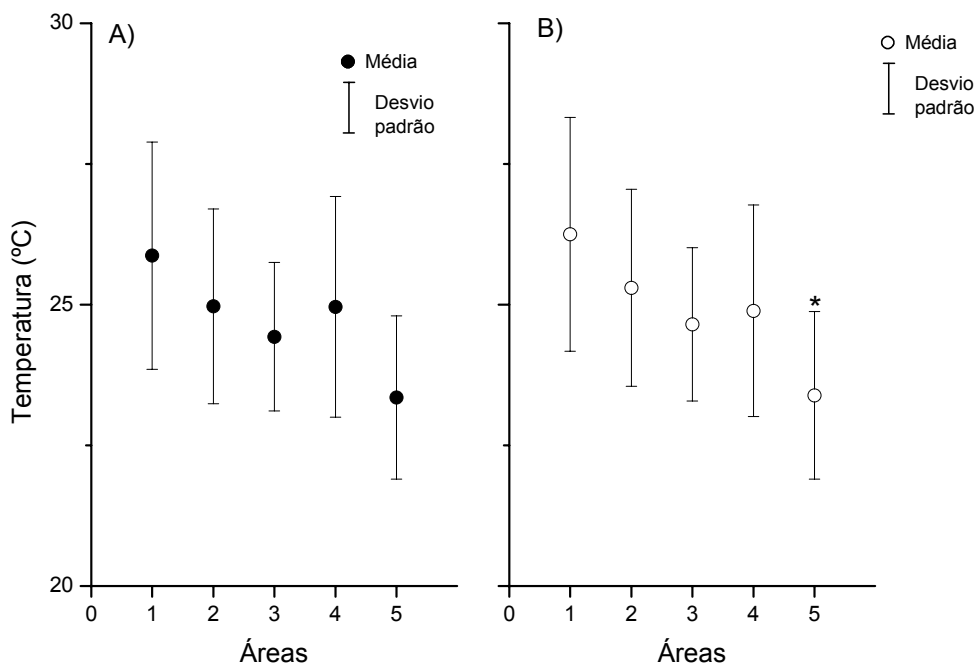 30
25
20
Temperatura (ºC)
A)
Média
Desvio
padrão
0 1 2 3 4 5
Áreas
B)
Média
Desvio
padrão
*
0 1 2 3 4 5
Áreas